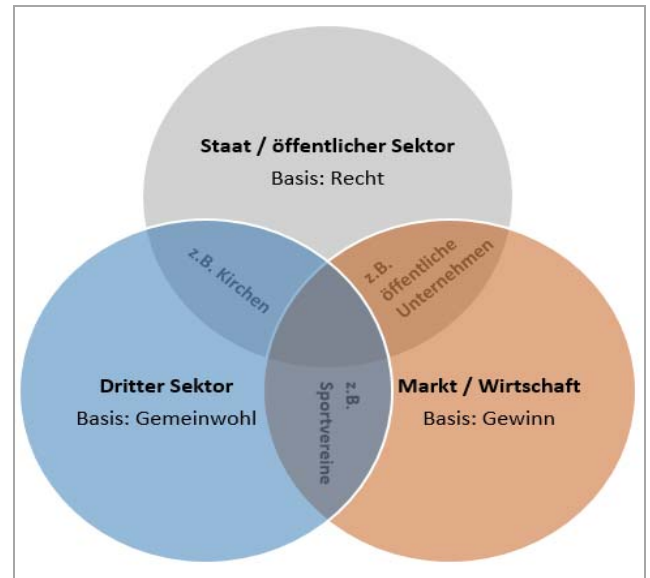 Staat / öffentlicher Sektor
Basis: Recht
z.B. Kirchen
z.B.
öffentliche
Unternehmen
Dritter Sektor
Basis: Gemeinwohl
z.B.
Sportvereine
Markt / Wirtschaft
Basis: Gewinn